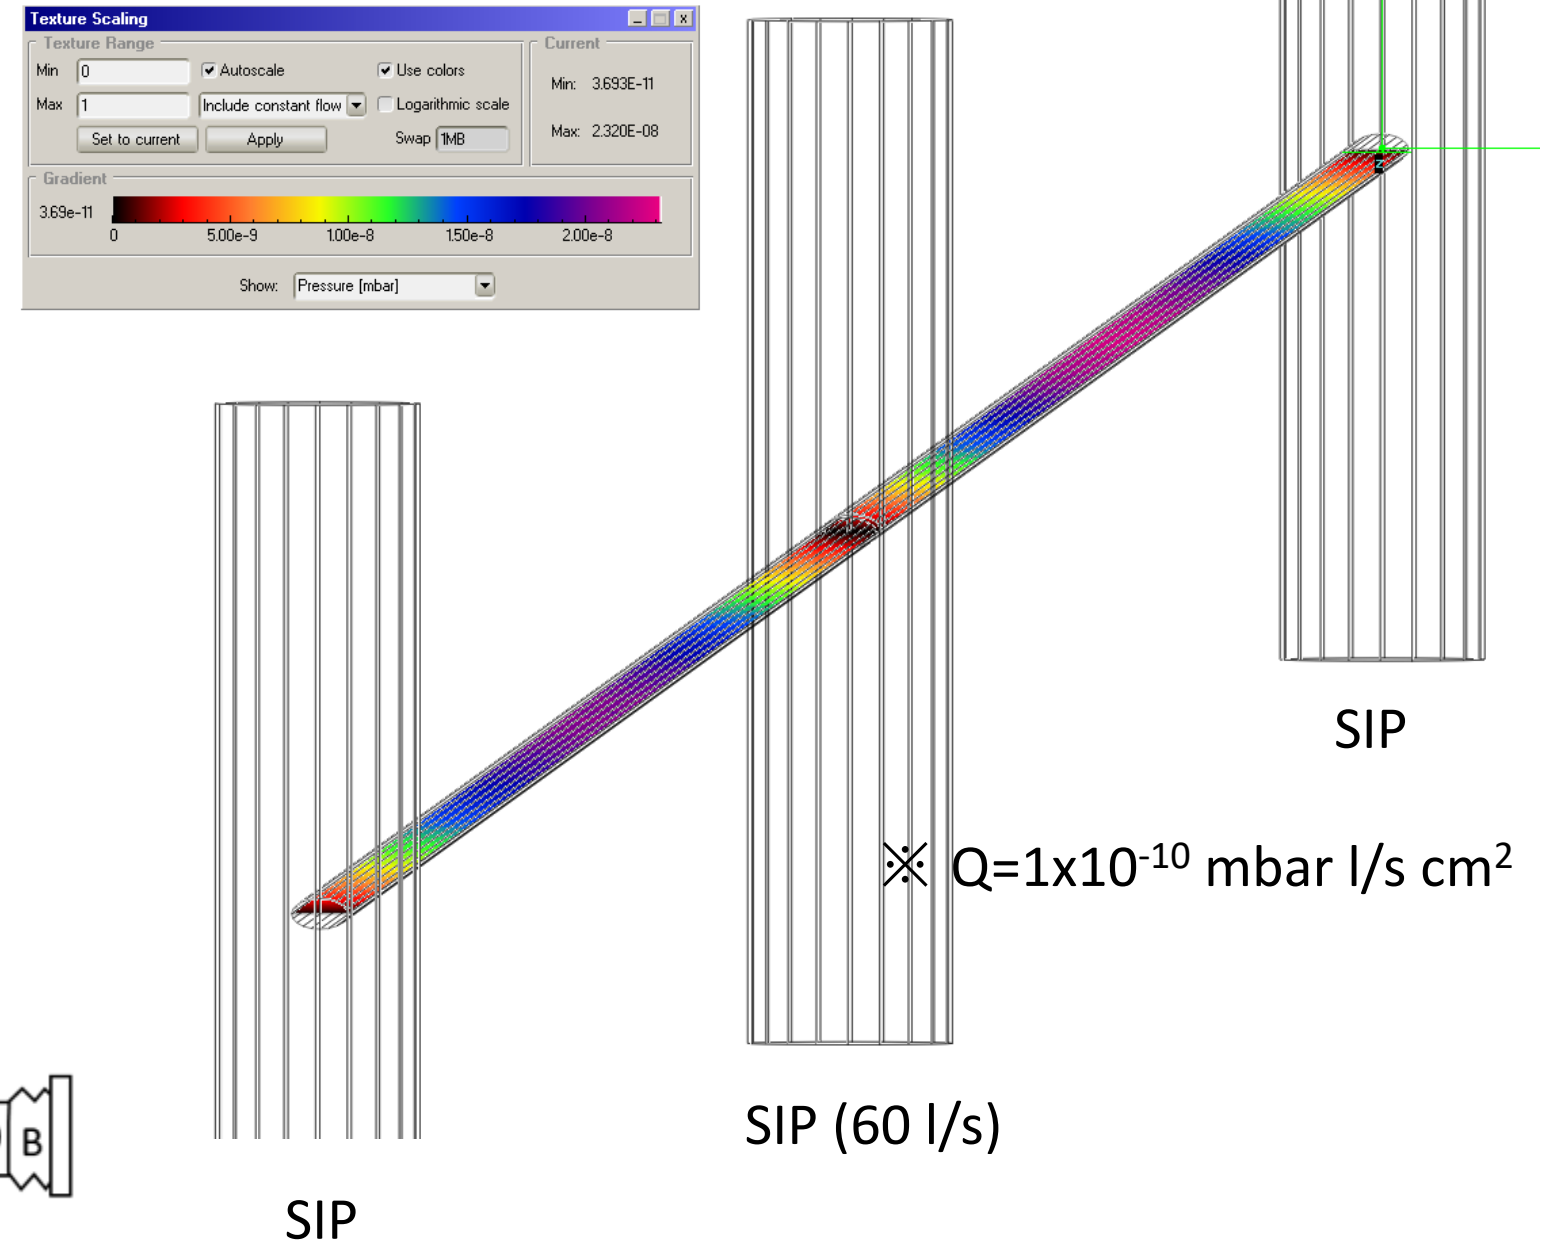 Texture Scaling
Texture Range
Min 0
Autoscale
Use colors
Max 1
Include constant flow
Logarithmic scale
Set to current
Apply
Swap 1MB
Current
Min: 3.693E-11
Max: 2.320E-08
Gradient
3.69e-11
0 5.00e-9 1.00e-8 1.50e-8 2.00e-8
Show: Pressure [mbar]
Z
SIP
※ Q=1x10⁻¹⁰ mbar l/s cm²
SIP (60 l/s)
B
SIP